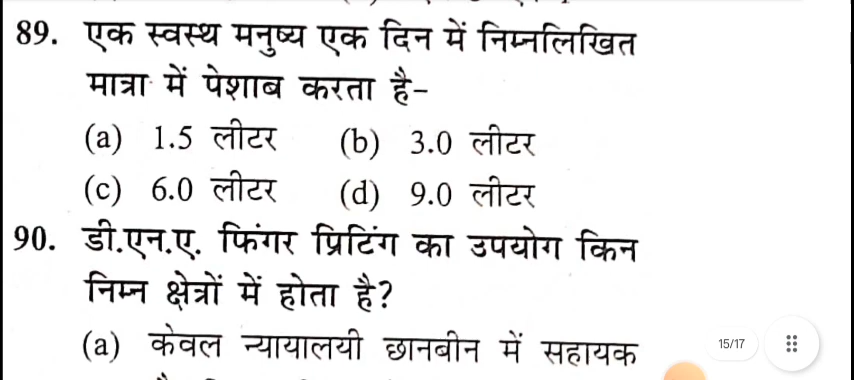 89. एक स्वस्थ मनुष्य एक दिन में निम्नलिखित
मात्रा में पेशाब करता है-
(a) 1.5 लीटर (b) 3.0 लीटर
(c) 6.0 लीटर (d) 9.0 लीटर
90. डी.एन.ए. फिंगर प्रिटिंग का उपयोग किन
निम्न क्षेत्रों में होता है?
(a) केवल न्यायालयी छानबीन में सहायक
15/17